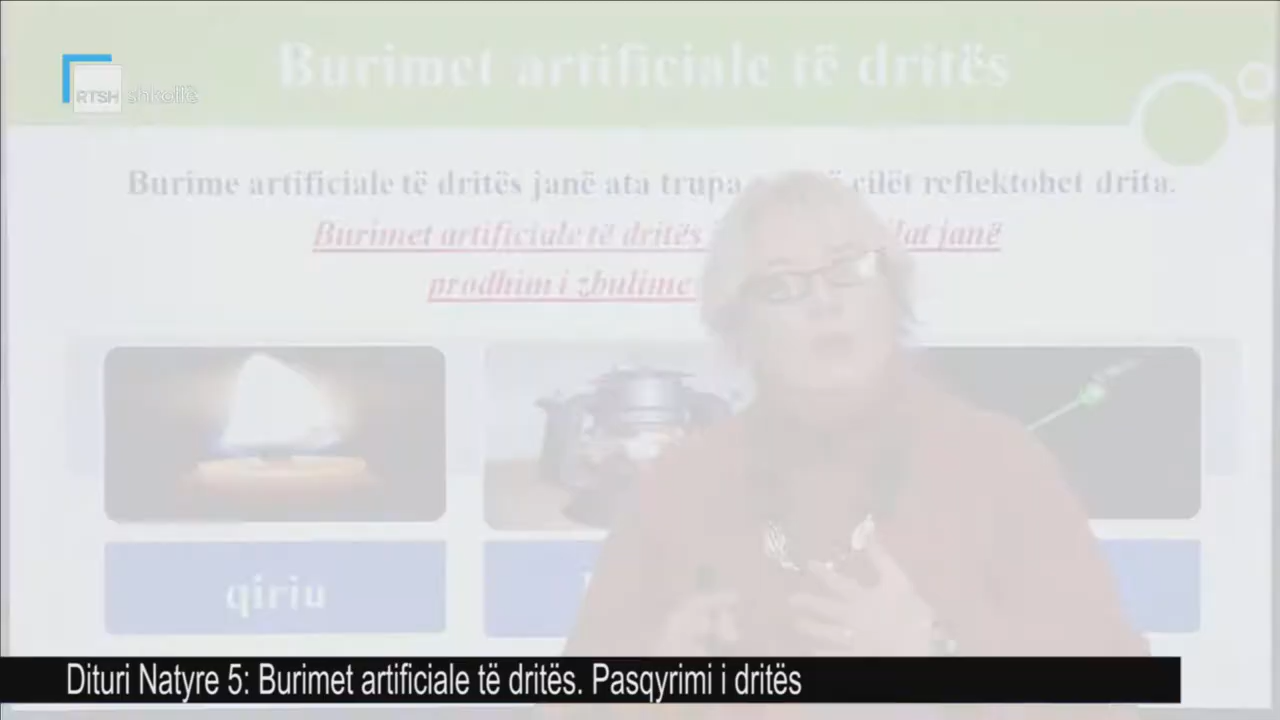 Burimet artificiale të dritës
RTSH shkollë
Burime artificiale të dritës janë ata trupa cilët reflektohet drita.
Burimet artificiale të dritës janë
prodhim i zbulime
qiriu
Dituri Natyre 5: Burimet artificiale të dritës. Pasqyrimi i dritës